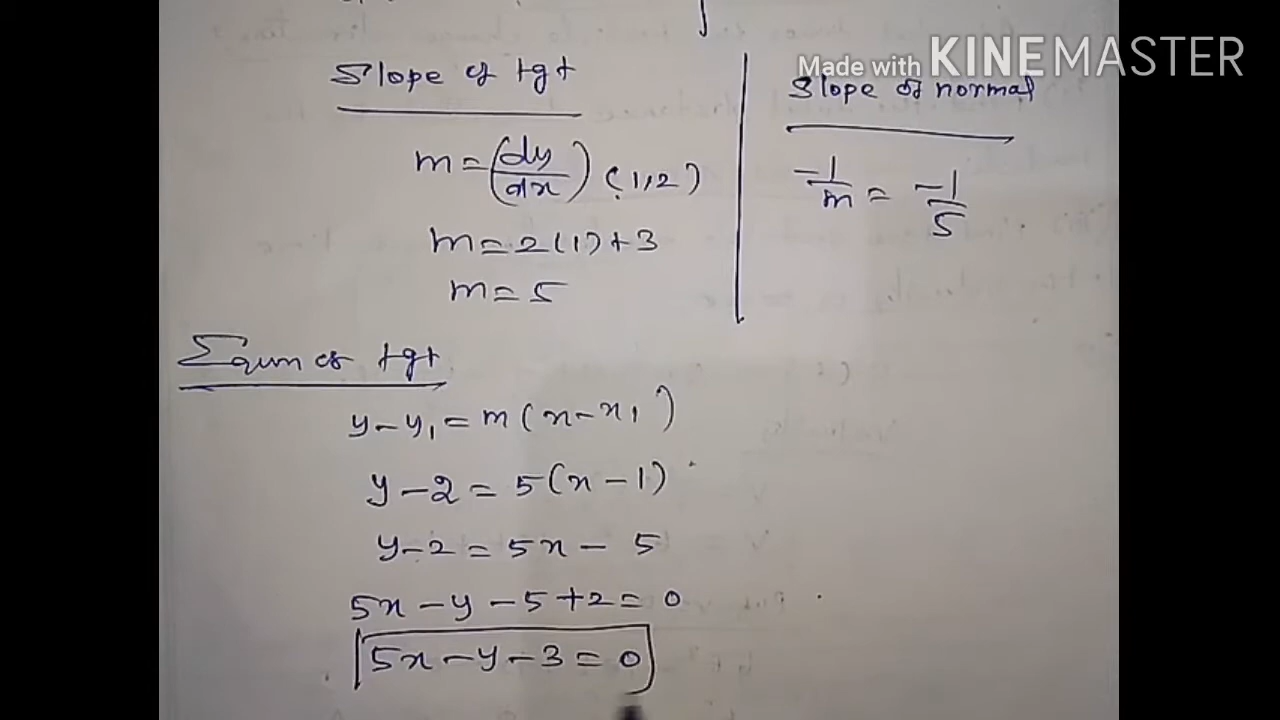 Made with KINEMASTER
Slope of tgt
m = (dy/dx) (1,2)
m = 2(1) + 3
m = 5
Slope of normal
-1/m = -1/5
Equn of tgt
y - y₁ = m (x - x₁)
y - 2 = 5(x - 1)
y - 2 = 5x - 5
5x - y - 5 + 2 = 0
5x - y - 3 = 0